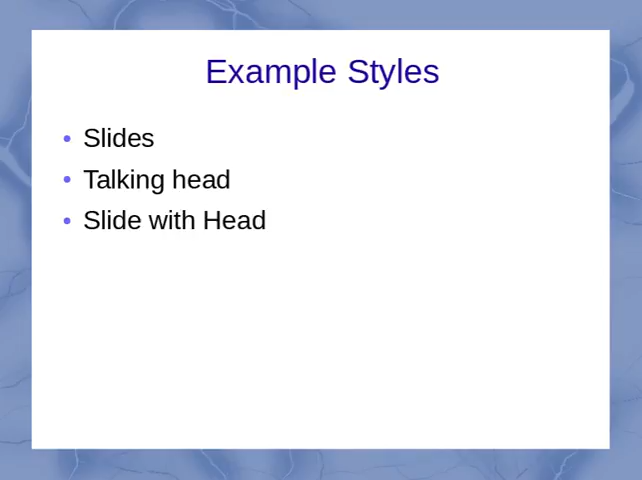 Example Styles
• Slides
• Talking head
• Slide with Head